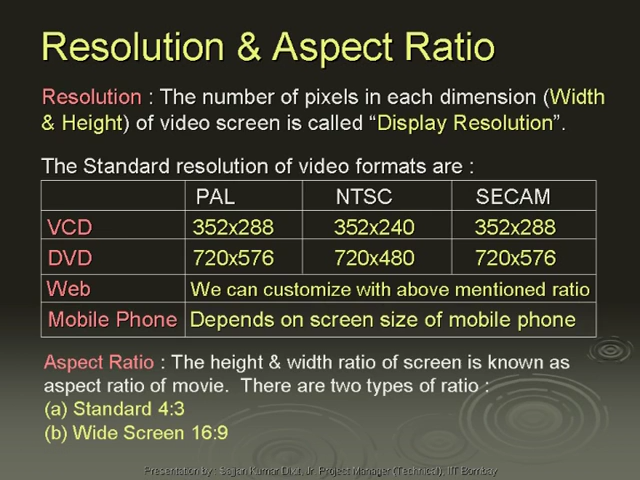 Resolution & Aspect Ratio
Resolution : The number of pixels in each dimension (Width
& Height) of video screen is called “Display Resolution”.
The Standard resolution of video formats are :
PAL NTSC SECAM
VCD 352x288 352x240 352x288
DVD 720x576 720x480 720x576
Web We can customize with above mentioned ratio
Mobile Phone Depends on screen size of mobile phone
Aspect Ratio : The height & width ratio of screen is known as
aspect ratio of movie. There are two types of ratio :
(a) Standard 4:3
(b) Wide Screen 16:9
Presentation by : Sajjan Kumar Dixit, Jr. Project Manager (Technical), IIT Bombay